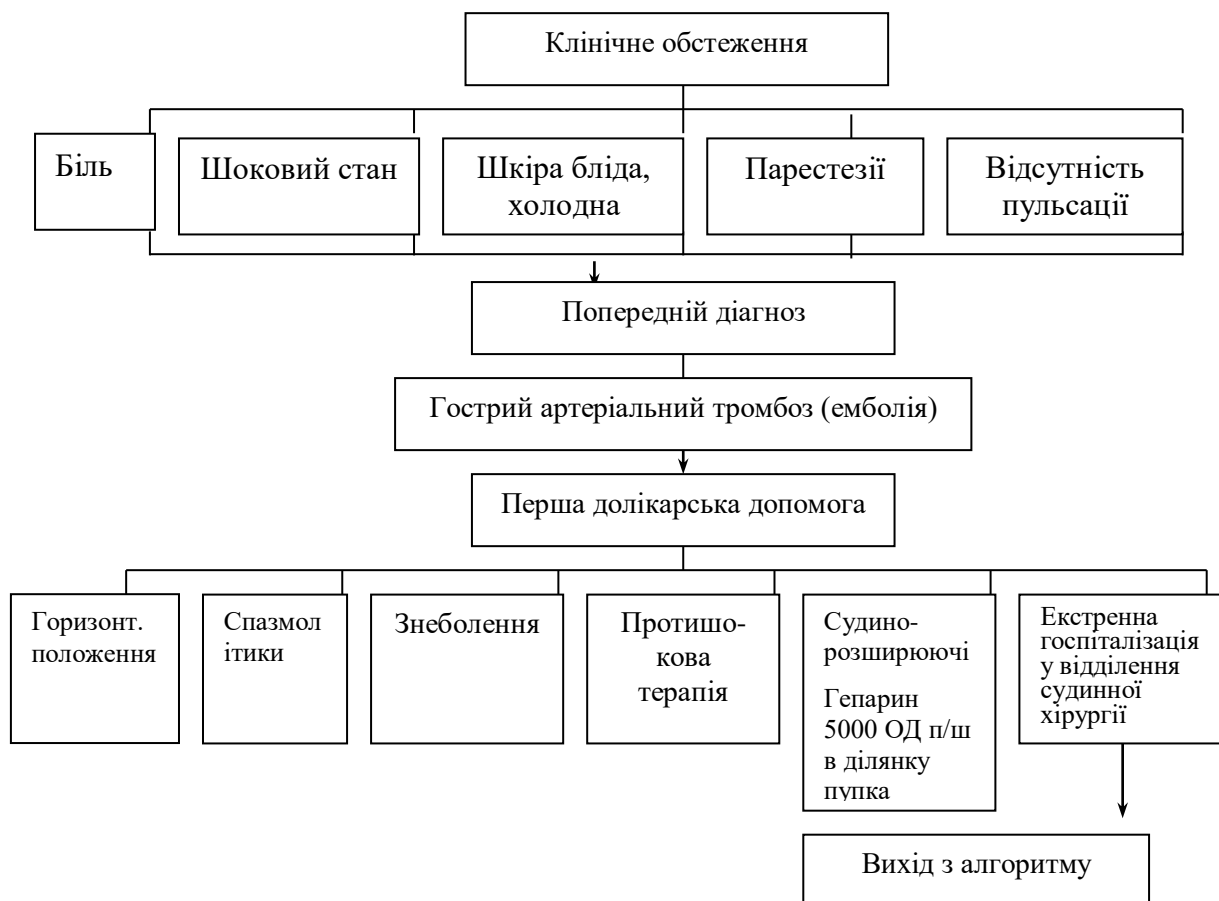 Клінічне обстеження
Біль
Шоковий стан
Шкіра бліда,
холодна
Парестезії
Відсутність
пульсації
Попередній діагноз
Гострий артеріальний тромбоз (емболія)
Перша долікарська допомога
Горизонт.
положення
Спазмол
ітики
Знеболення
Протишо-
кова
терапія
Судино-
розширюючі
Гепарин
5000 ОД п/ш
в ділянку
пупка
Екстренна
госпіталізація
у відділення
судинної
хірургії
Вихід з алгоритму